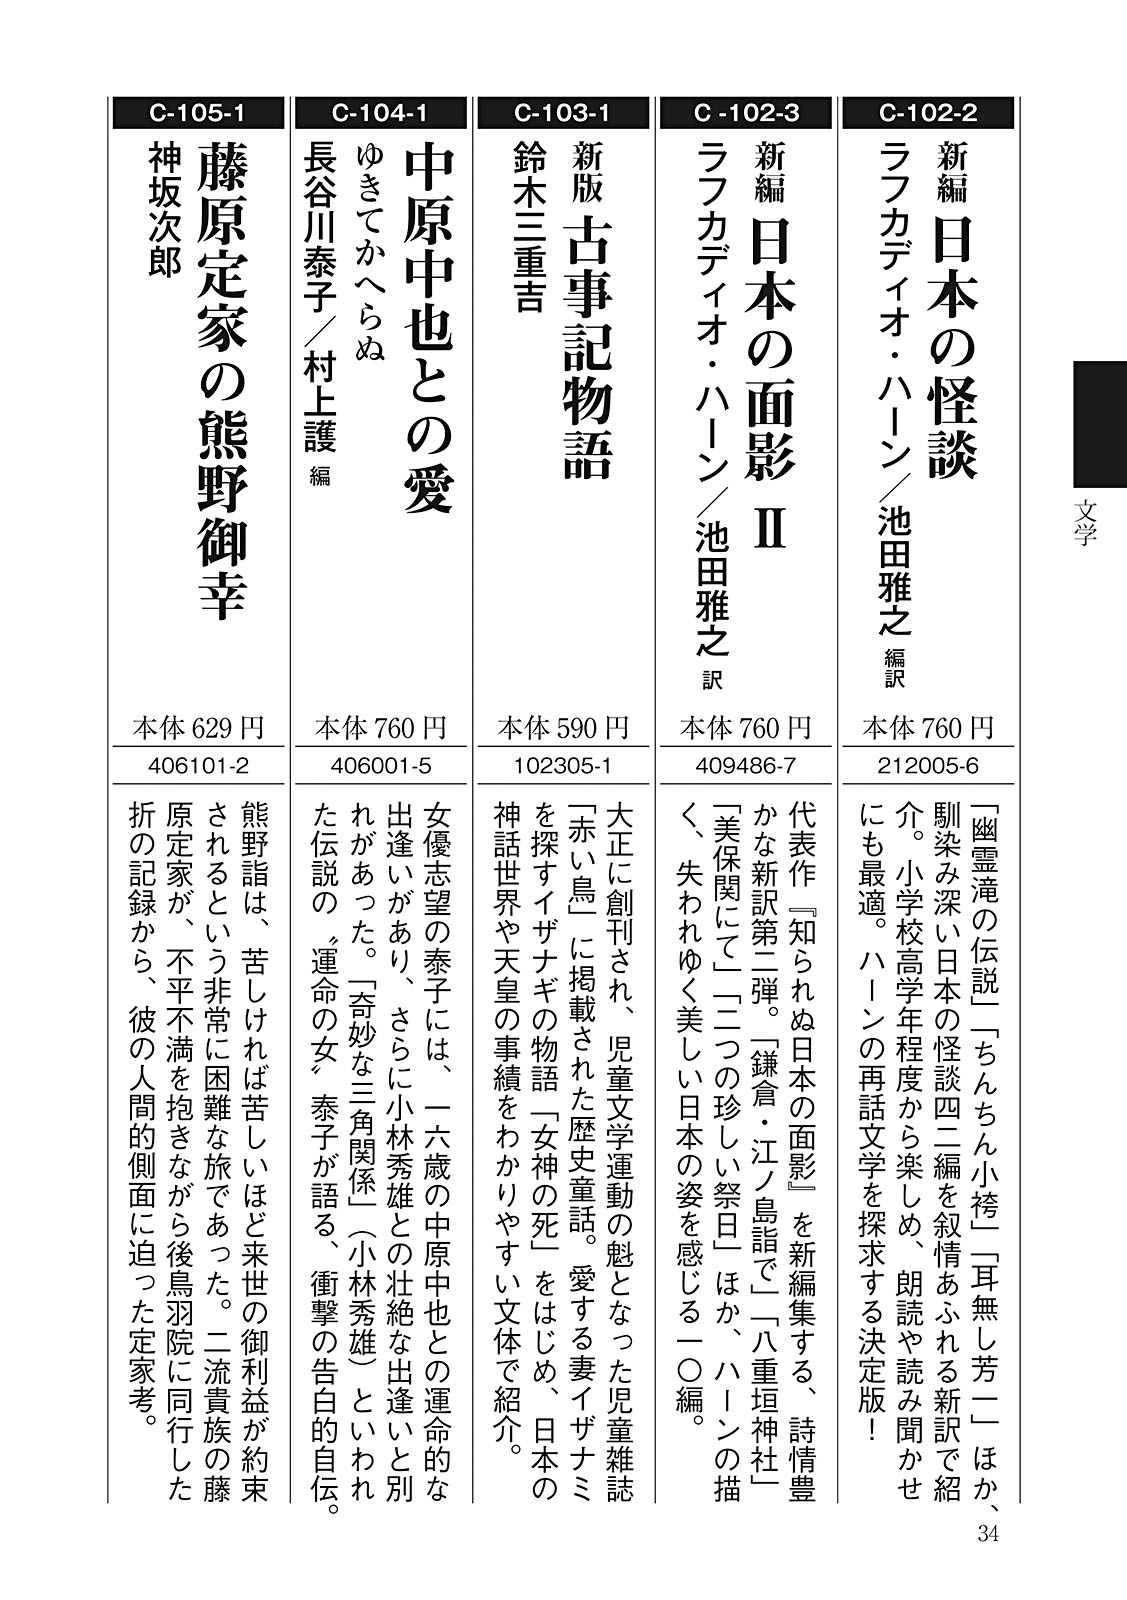 文学
C-102-2
新編 日本の怪談
ラフカディオ・ハーン／池田雅之 編訳
本体760円
212005-6
「幽霊滝の伝説」「ちんちん小袴」「耳無し芳一」ほか、
馴染み深い日本の怪談四二編を叙情あふれる新訳で紹
介。小学校高学年程度から楽しめ、朗読や読み聞かせ
にも最適。ハーンの再話文学を探求する決定版！
C-102-3
新編 日本の面影 Ⅱ
ラフカディオ・ハーン／池田雅之 訳
本体760円
409486-7
代表作『知られぬ日本の面影』を新編集する、詩情豊
かな新訳第二弾。「鎌倉・江ノ島詣で」「八重垣神社」
「美保関にて」「二つの珍しい祭日」ほか、ハーンの描
く、失われゆく美しい日本の姿を感じる一〇編。
C-103-1
新版 古事記物語
鈴木三重吉
本体590円
102305-1
大正に創刊され、児童文学運動の魁となった児童雑誌
「赤い鳥」に掲載された歴史童話。愛する妻イザナミ
を探すイザナギの物語「女神の死」をはじめ、日本の
神話世界や天皇の事績をわかりやすい文体で紹介。
C-104-1
中原中也との愛
ゆきてかへらぬ
長谷川泰子／村上護 編
本体760円
406001-5
女優志望の泰子には、一六歳の中原中也との運命的な
出逢いがあり、さらに小林秀雄との壮絶な出逢いと別
れがあった。「奇妙な三角関係」（小林秀雄）といわれ
た伝説の〝運命の女〟泰子が語る、衝撃の告白的自伝。
C-105-1
藤原定家の熊野御幸
神坂次郎
本体629円
406101-2
熊野詣は、苦しければ苦しいほど来世の御利益が約束
されるという非常に困難な旅であった。二流貴族の藤
原定家が、不平不満を抱きながら後鳥羽院に同行した
折の記録から、彼の人間的側面に迫った定家考。
34